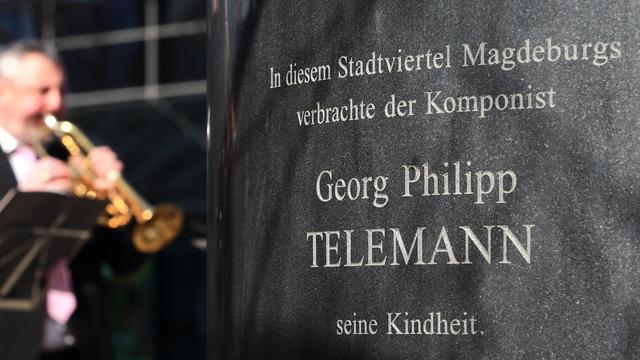 In diesem Stadtviertel Magdeburgs
verbrachte der Komponist
Georg Philipp
TELEMANN
seine Kindheit.